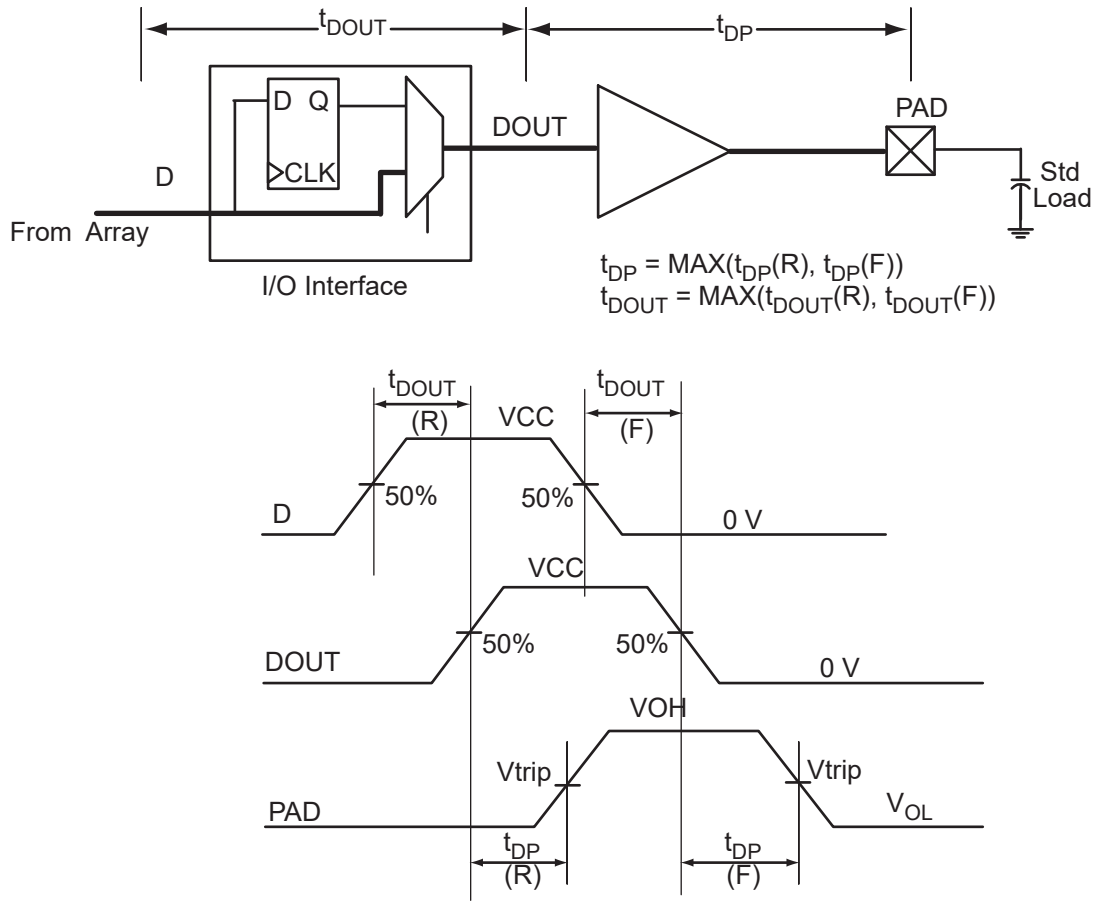 tDOUT
tDP
D Q
CLK
DOUT
PAD
D
From Array
I/O Interface
Std
Load
tDP = MAX(tDP(R), tDP(F))
tDOUT = MAX(tDOUT(R), tDOUT(F))
tDOUT
(R)
VCC
tDOUT
(F)
50%
50%
D
0 V
VCC
50%
50%
DOUT
0 V
VOH
Vtrip
Vtrip
PAD
VOL
tDP
(R)
tDP
(F)